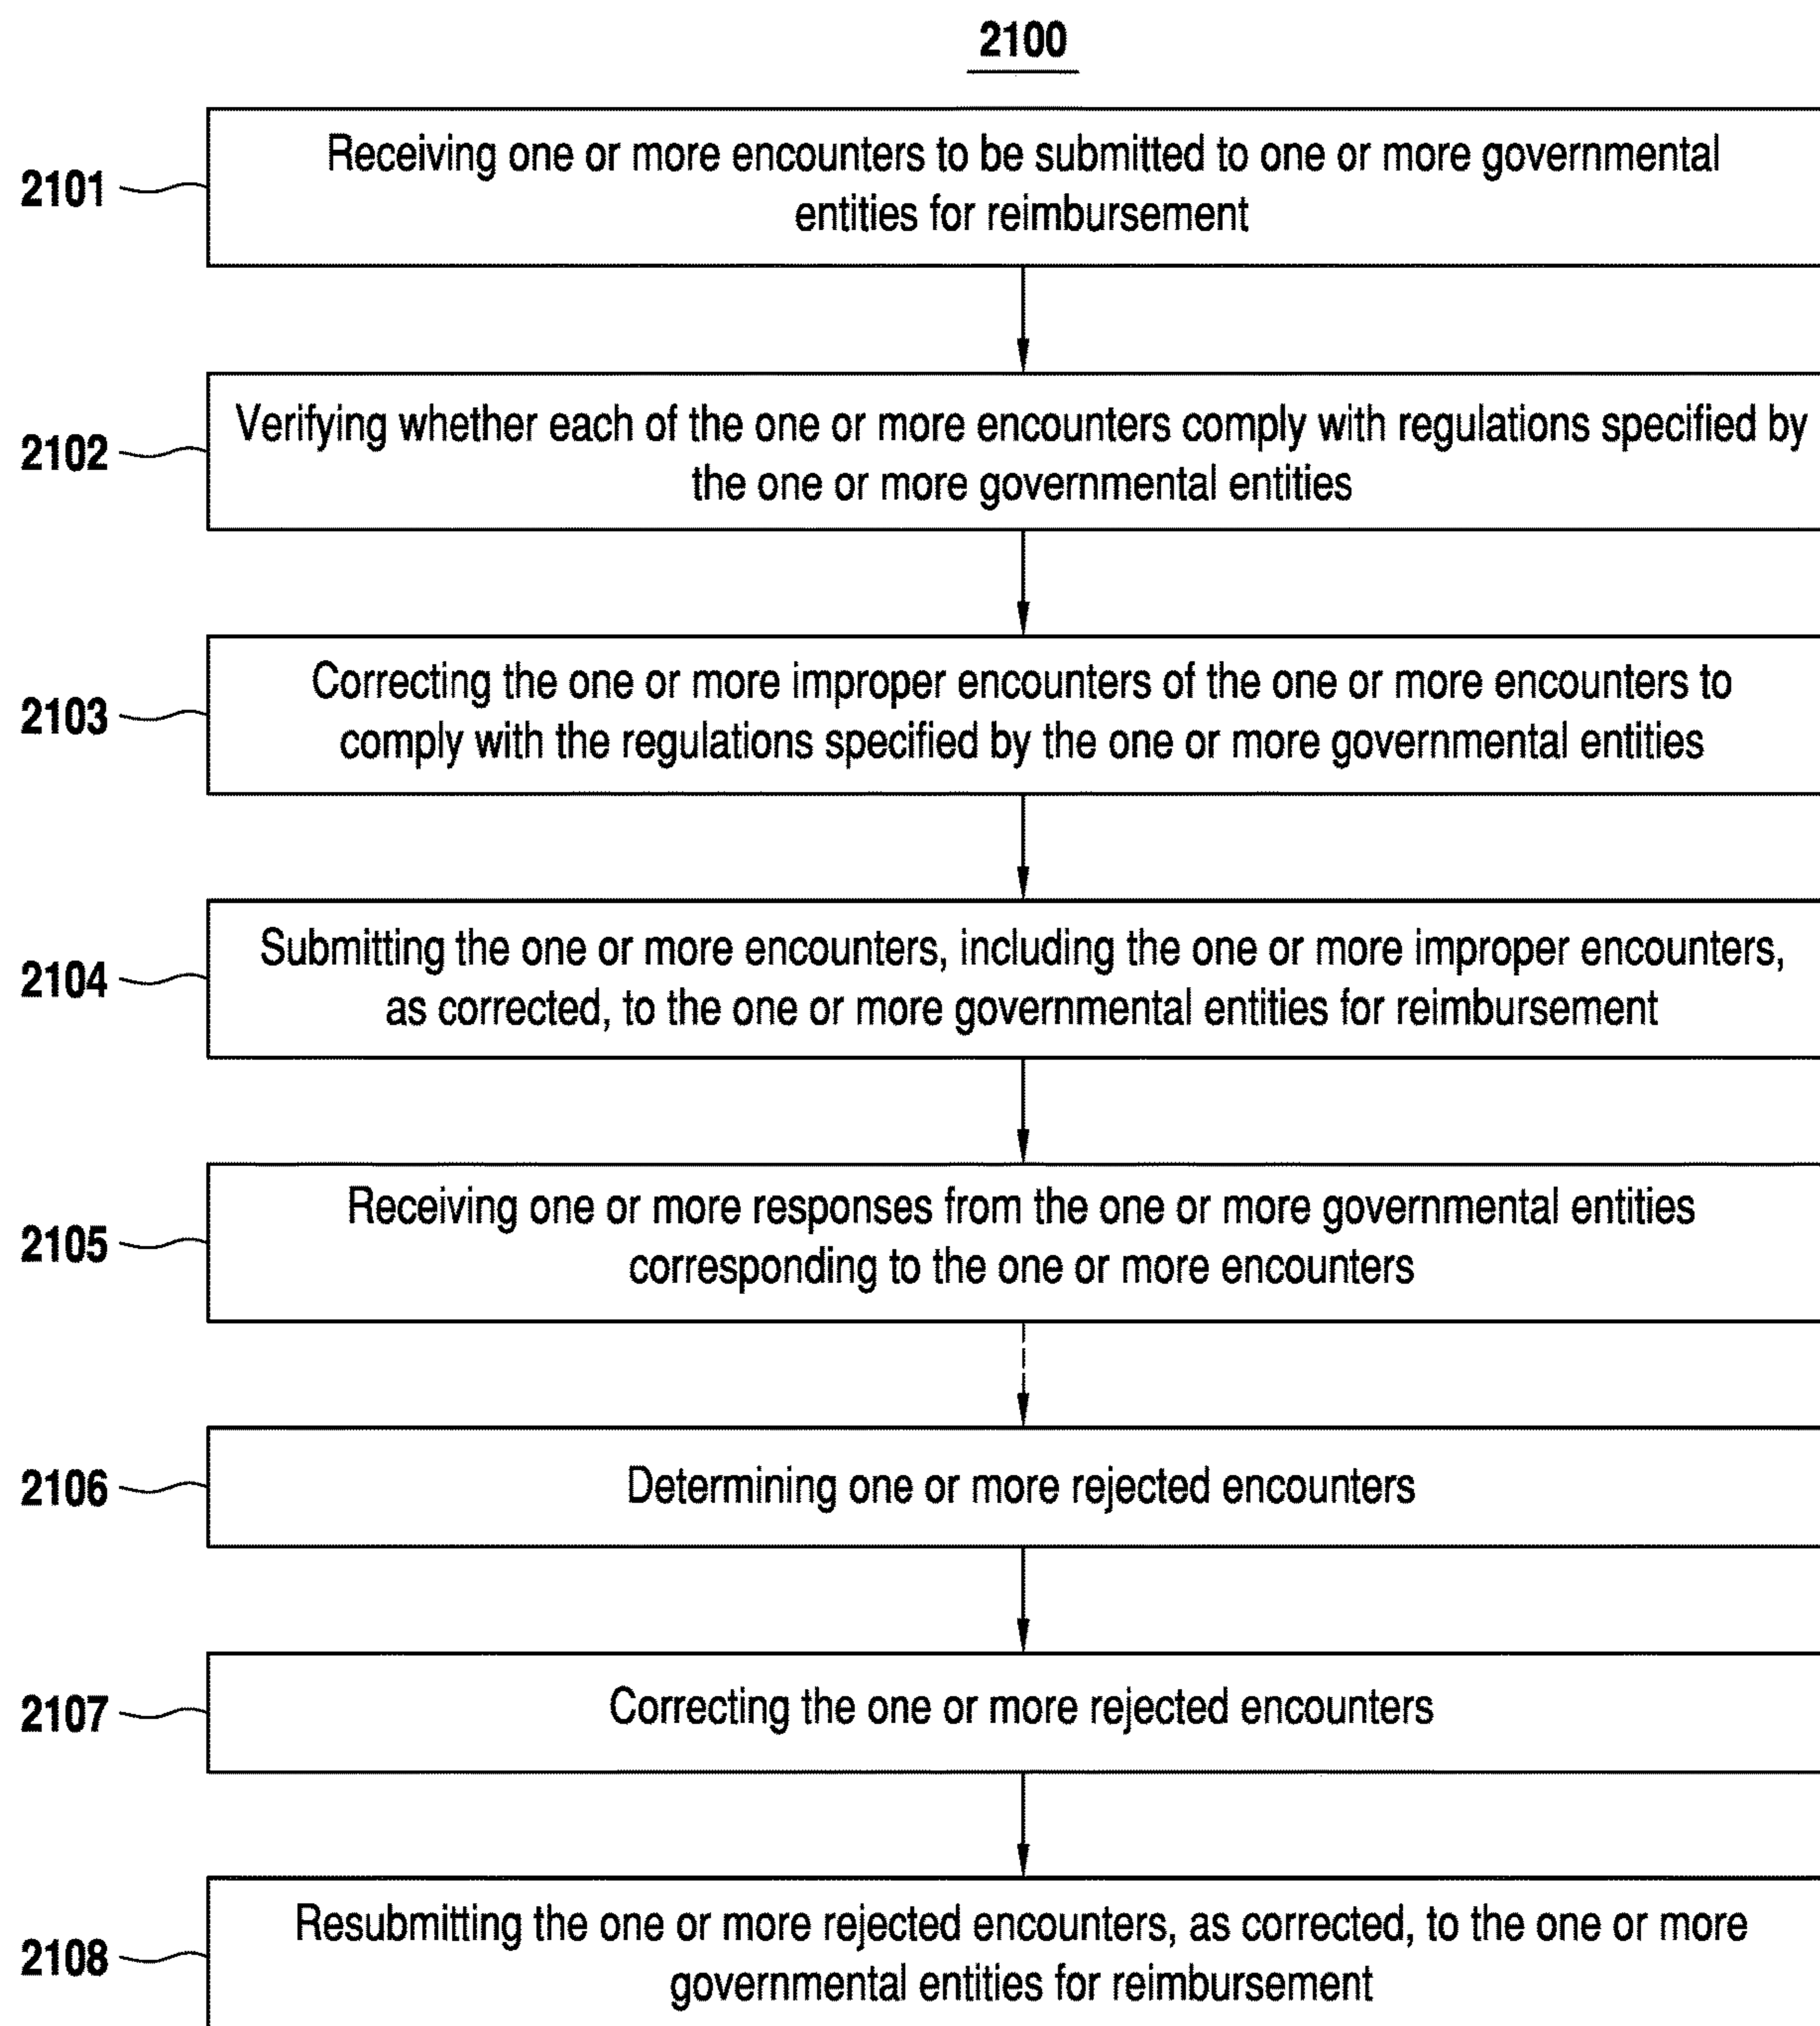 2100
2101
Receiving one or more encounters to be submitted to one or more governmental
entities for reimbursement
2102
Verifying whether each of the one or more encounters comply with regulations specified by
the one or more governmental entities
2103
Correcting the one or more improper encounters of the one or more encounters to
comply with the regulations specified by the one or more governmental entities
2104
Submitting the one or more encounters, including the one or more improper encounters,
as corrected, to the one or more governmental entities for reimbursement
2105
Receiving one or more responses from the one or more governmental entities
corresponding to the one or more encounters
2106
Determining one or more rejected encounters
2107
Correcting the one or more rejected encounters
2108
Resubmitting the one or more rejected encounters, as corrected, to the one or more
governmental entities for reimbursement